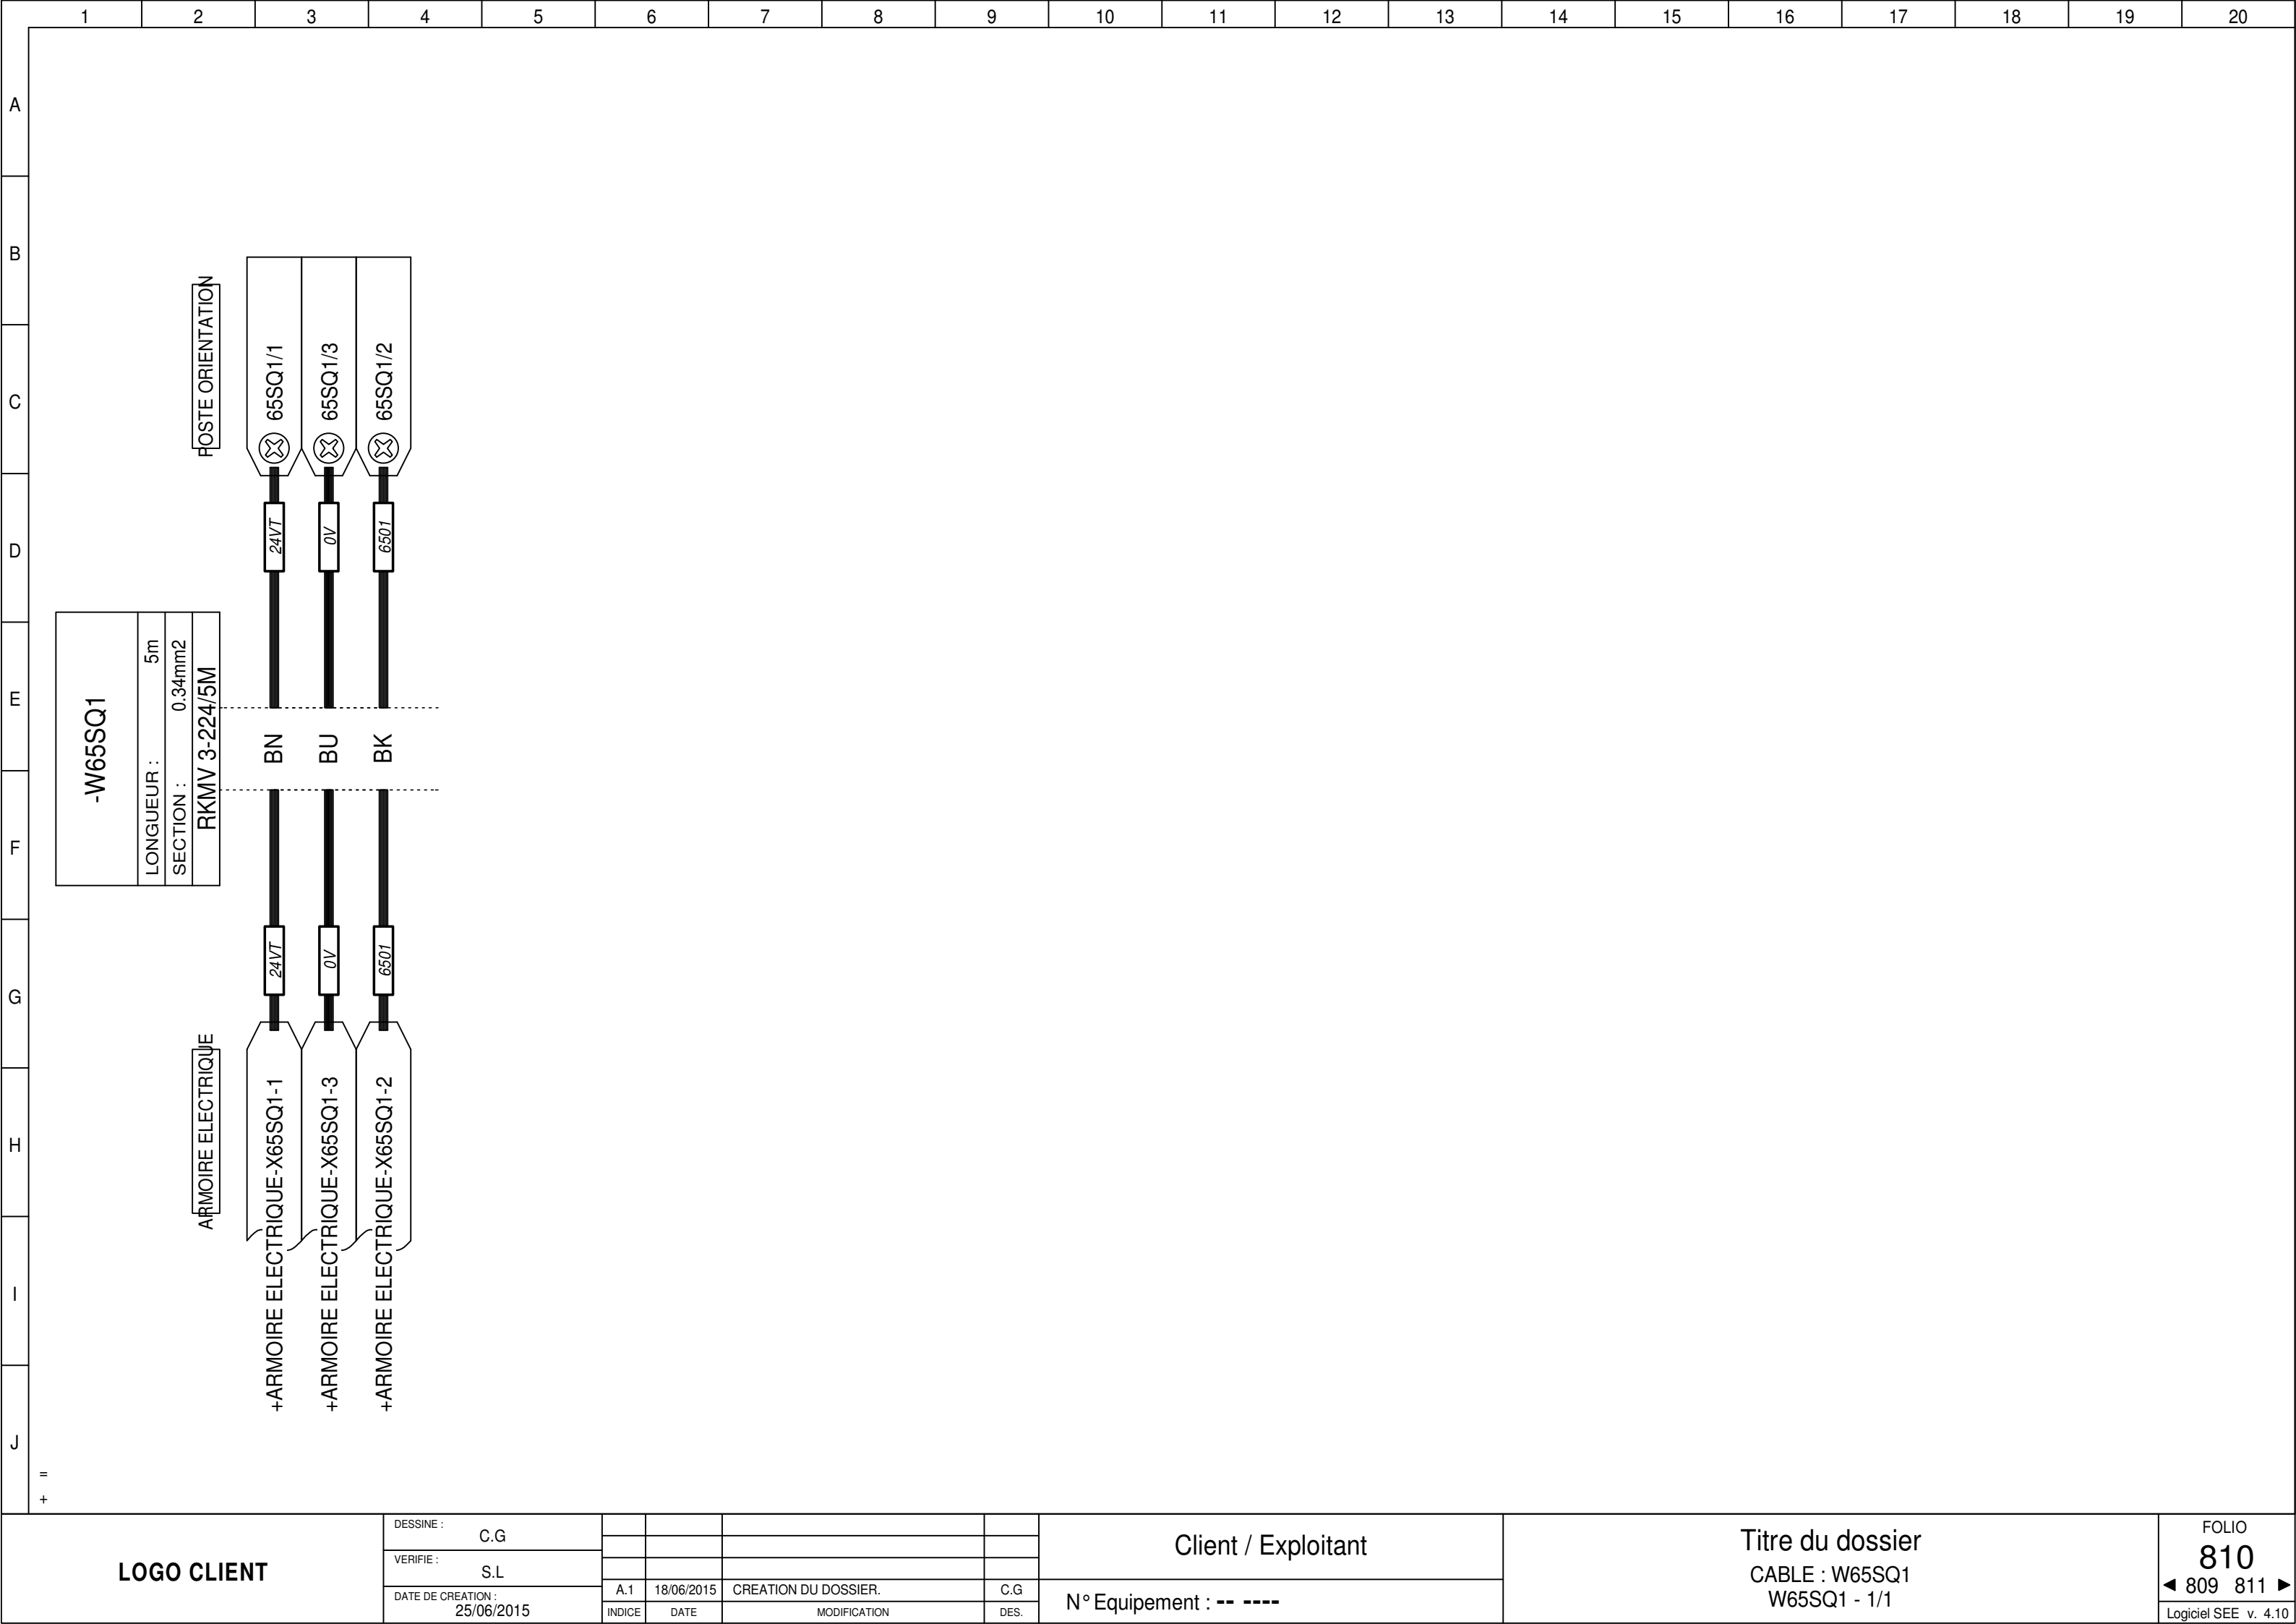 1 2 3 4 5 6 7 8 9 10 11 12 13 14 15 16 17 18 19 20
A
B
C
D
E
F
G
H
I
J
POSTE ORIENTATION
65SQ1/1
65SQ1/3
65SQ1/2
24VT
0V
6501
-W65SQ1
LONGUEUR : 5m
SECTION : 0.34mm2
RKMV 3-224/5M
BN
BU
BK
24VT
0V
6501
ARMOIRE ELECTRIQUE
+ARMOIRE ELECTRIQUE-X65SQ1-1
+ARMOIRE ELECTRIQUE-X65SQ1-3
+ARMOIRE ELECTRIQUE-X65SQ1-2
=
+
LOGO CLIENT
DESSINE :
C.G
VERIFIE :
S.L
DATE DE CREATION :
25/06/2015
A.1 18/06/2015 CREATION DU DOSSIER. C.G
INDICE DATE MODIFICATION DES.
Client / Exploitant
N° Equipement : -- ----
Titre du dossier
CABLE : W65SQ1
W65SQ1 - 1/1
FOLIO
810
◄ 809 811 ►
Logiciel SEE v. 4.10